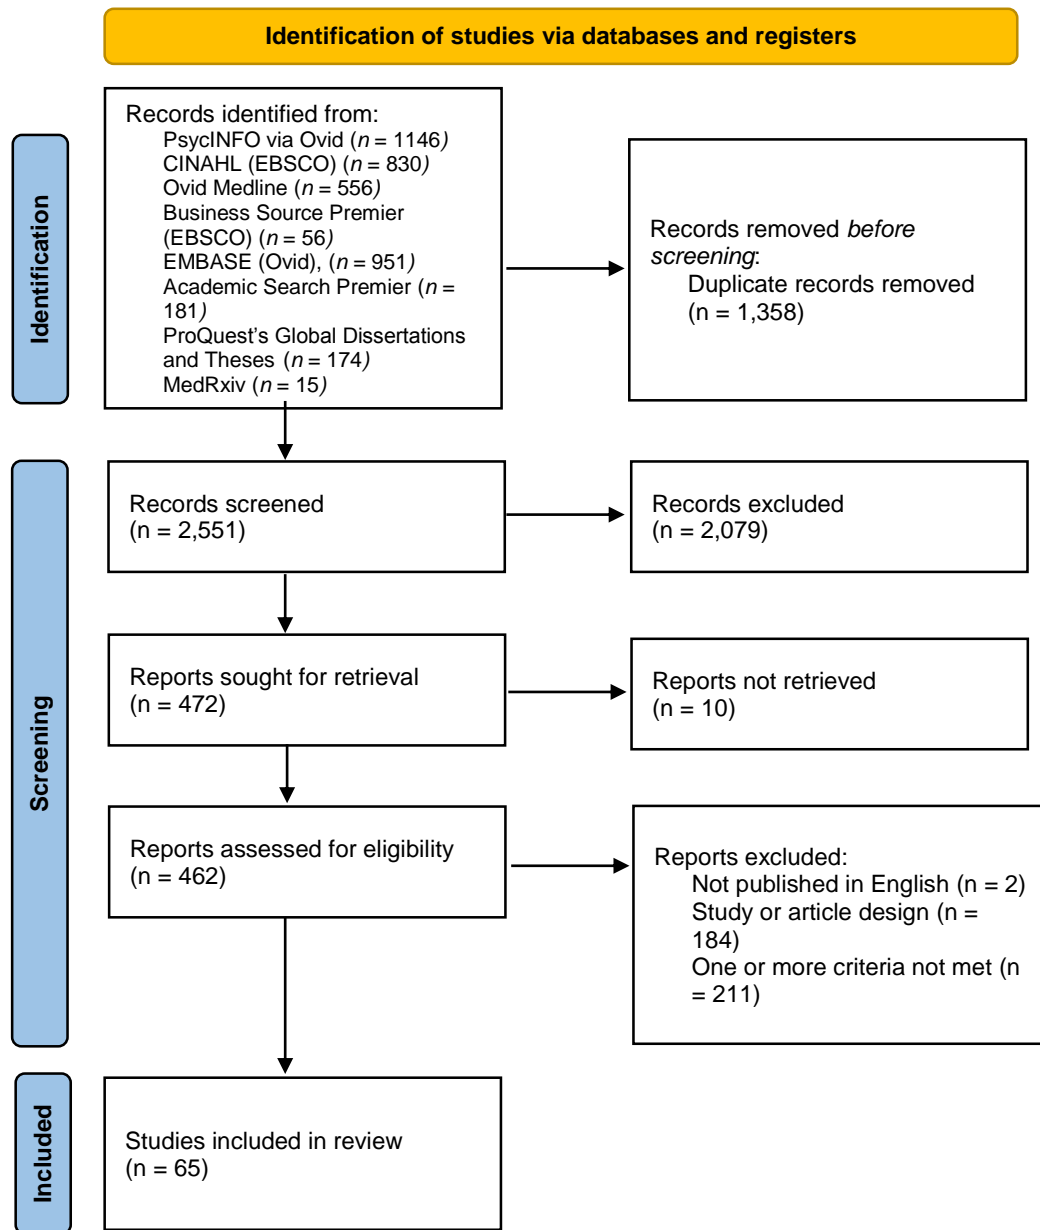 Identification of studies via databases and registers
Identification
Records identified from:
PsycINFO via Ovid (n = 1146)
CINAHL (EBSCO) (n = 830)
Ovid Medline (n = 556)
Business Source Premier
(EBSCO) (n = 56)
EMBASE (Ovid), (n = 951)
Academic Search Premier (n =
181)
ProQuest's Global Dissertations
and Theses (n = 174)
MedRxiv (n = 15)
Records removed before
screening:
Duplicate records removed
(n = 1,358)
Screening
Records screened
(n = 2,551)
Records excluded
(n = 2,079)
Reports sought for retrieval
(n = 472)
Reports not retrieved
(n = 10)
Reports assessed for eligibility
(n = 462)
Reports excluded:
Not published in English (n = 2)
Study or article design (n =
184)
One or more criteria not met (n
= 211)
Included
Studies included in review
(n = 65)